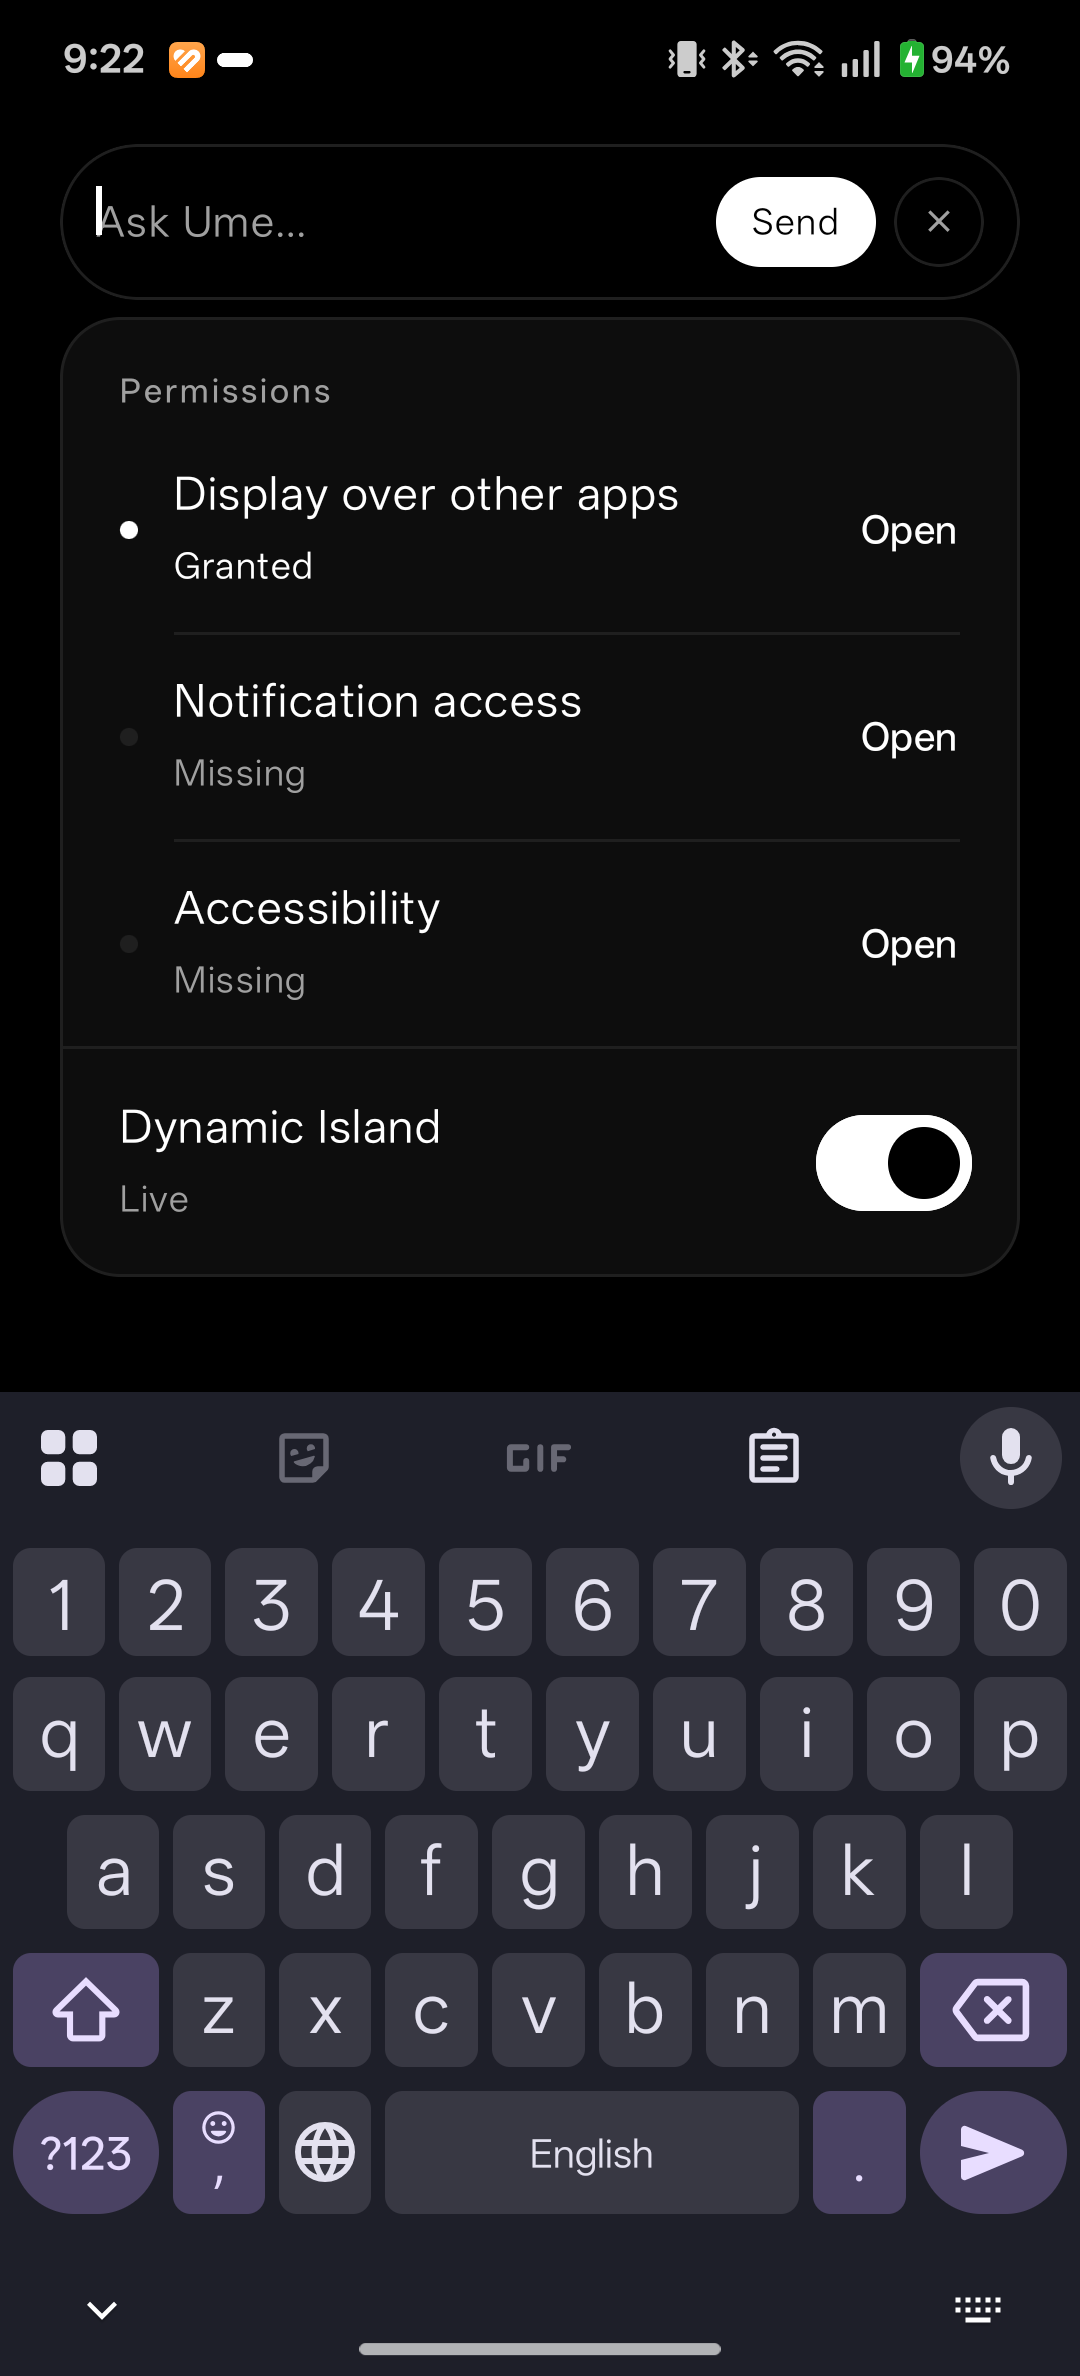 9:22
94%
Ask Ume...
Send
Permissions
Display over other apps
Granted
Open
Notification access
Missing
Open
Accessibility
Missing
Open
Dynamic Island
Live
GIF
1 2 3 4 5 6 7 8 9 0
q w e r t y u i o p
a s d f g h j k l
z x c v b n m
?123 , English .